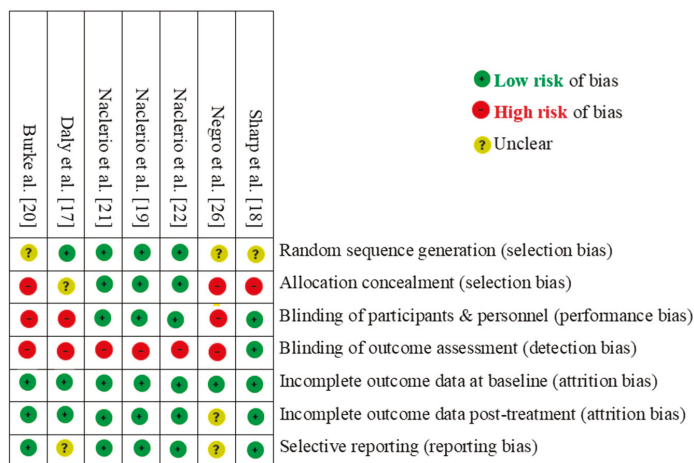 Burke al. [20]
Daly et al. [17]
Naclerio et al. [21]
Naclerio et al. [19]
Naclerio et al. [22]
Negro et al. [26]
Sharp et al. [18]
+ Low risk of bias
- High risk of bias
? Unclear
? + + + + ? ? Random sequence generation (selection bias)
- ? + + + - - Allocation concealment (selection bias)
- - + + + - + Blinding of participants & personnel (performance bias)
- - - - - - + Blinding of outcome assessment (detection bias)
+ + + + + + + Incomplete outcome data at baseline (attrition bias)
+ + + + + ? + Incomplete outcome data post-treatment (attrition bias)
+ ? + + + ? + Selective reporting (reporting bias)